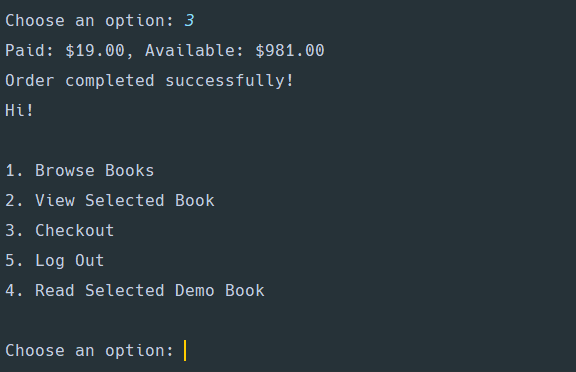 Choose an option: 3
Paid: $19.00, Available: $981.00
Order completed successfully!
Hi!
1. Browse Books
2. View Selected Book
3. Checkout
5. Log Out
4. Read Selected Demo Book
Choose an option: